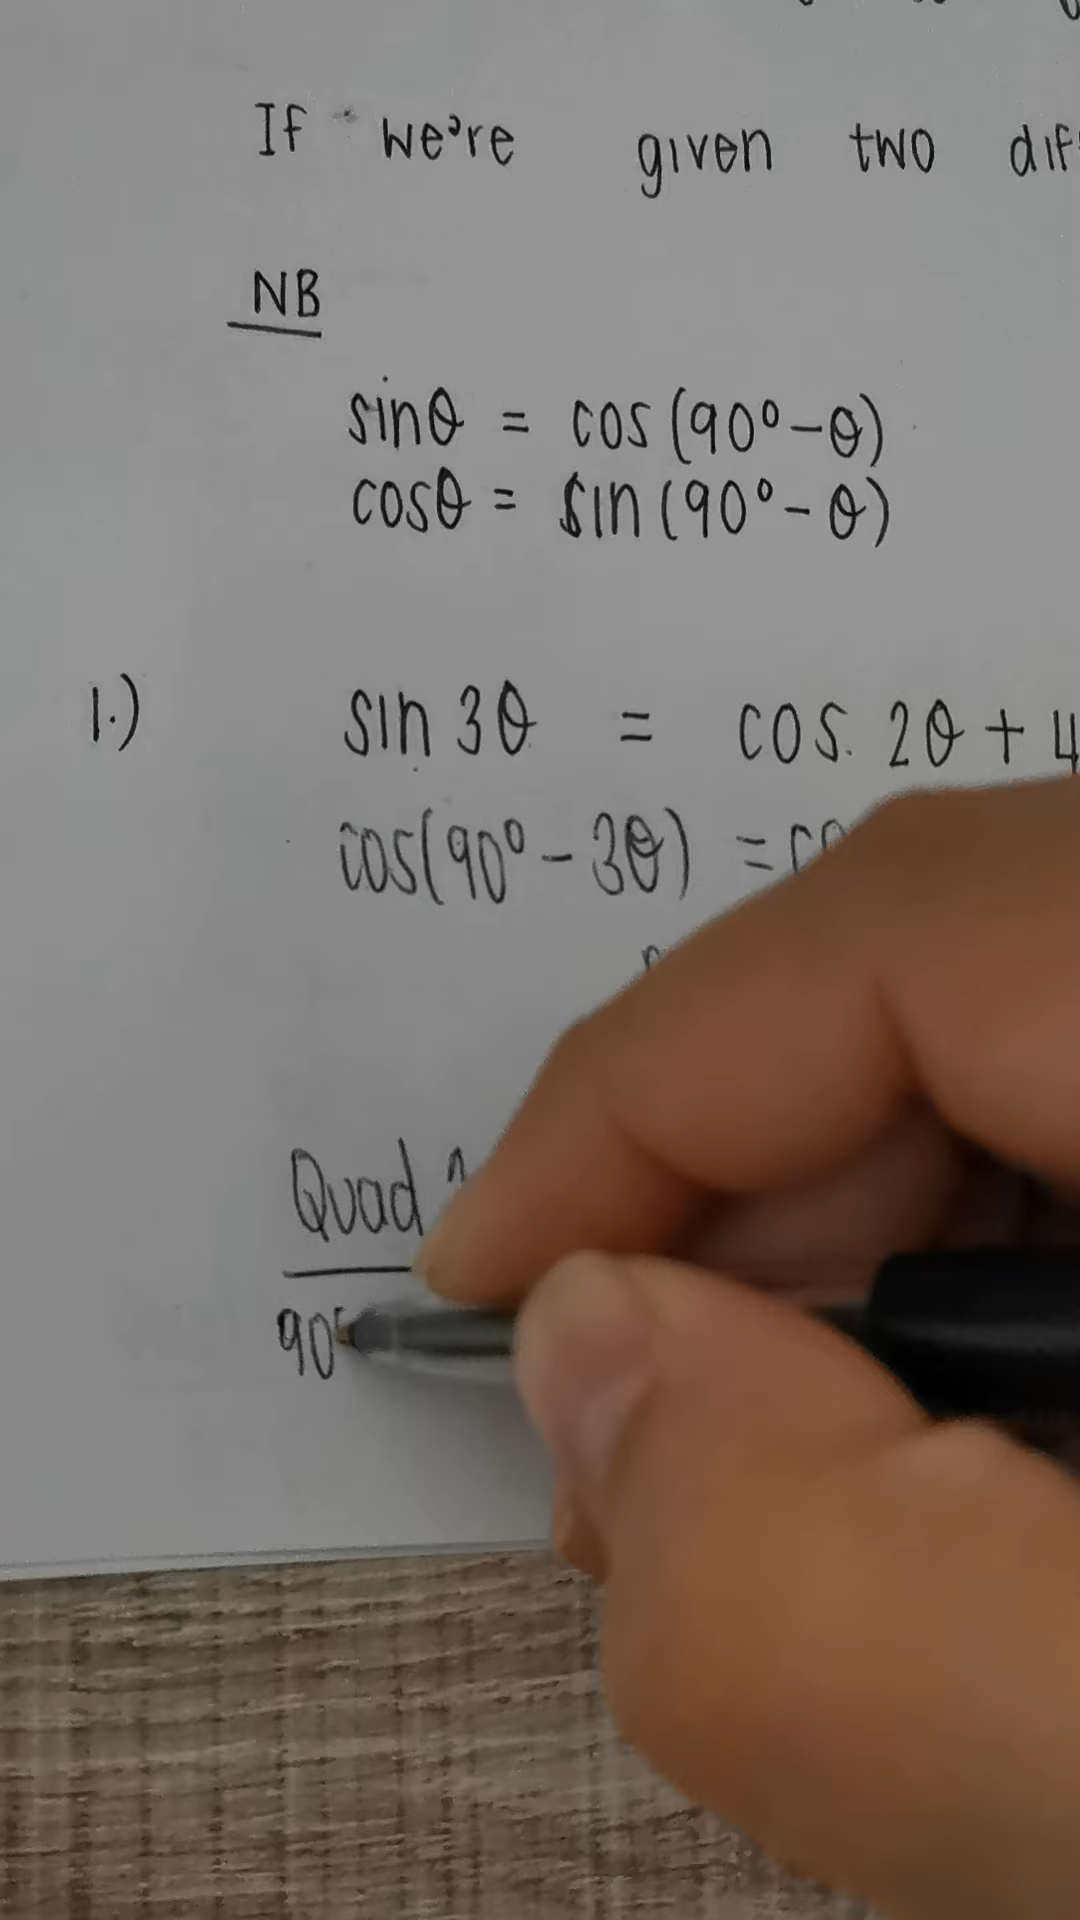 If we're given two
NB
sinθ = cos(90°-θ)
cosθ = sin(90°-θ)
1.) sin 3θ = cos. 2θ + 4
cos(90°-3θ) =
Quad
90